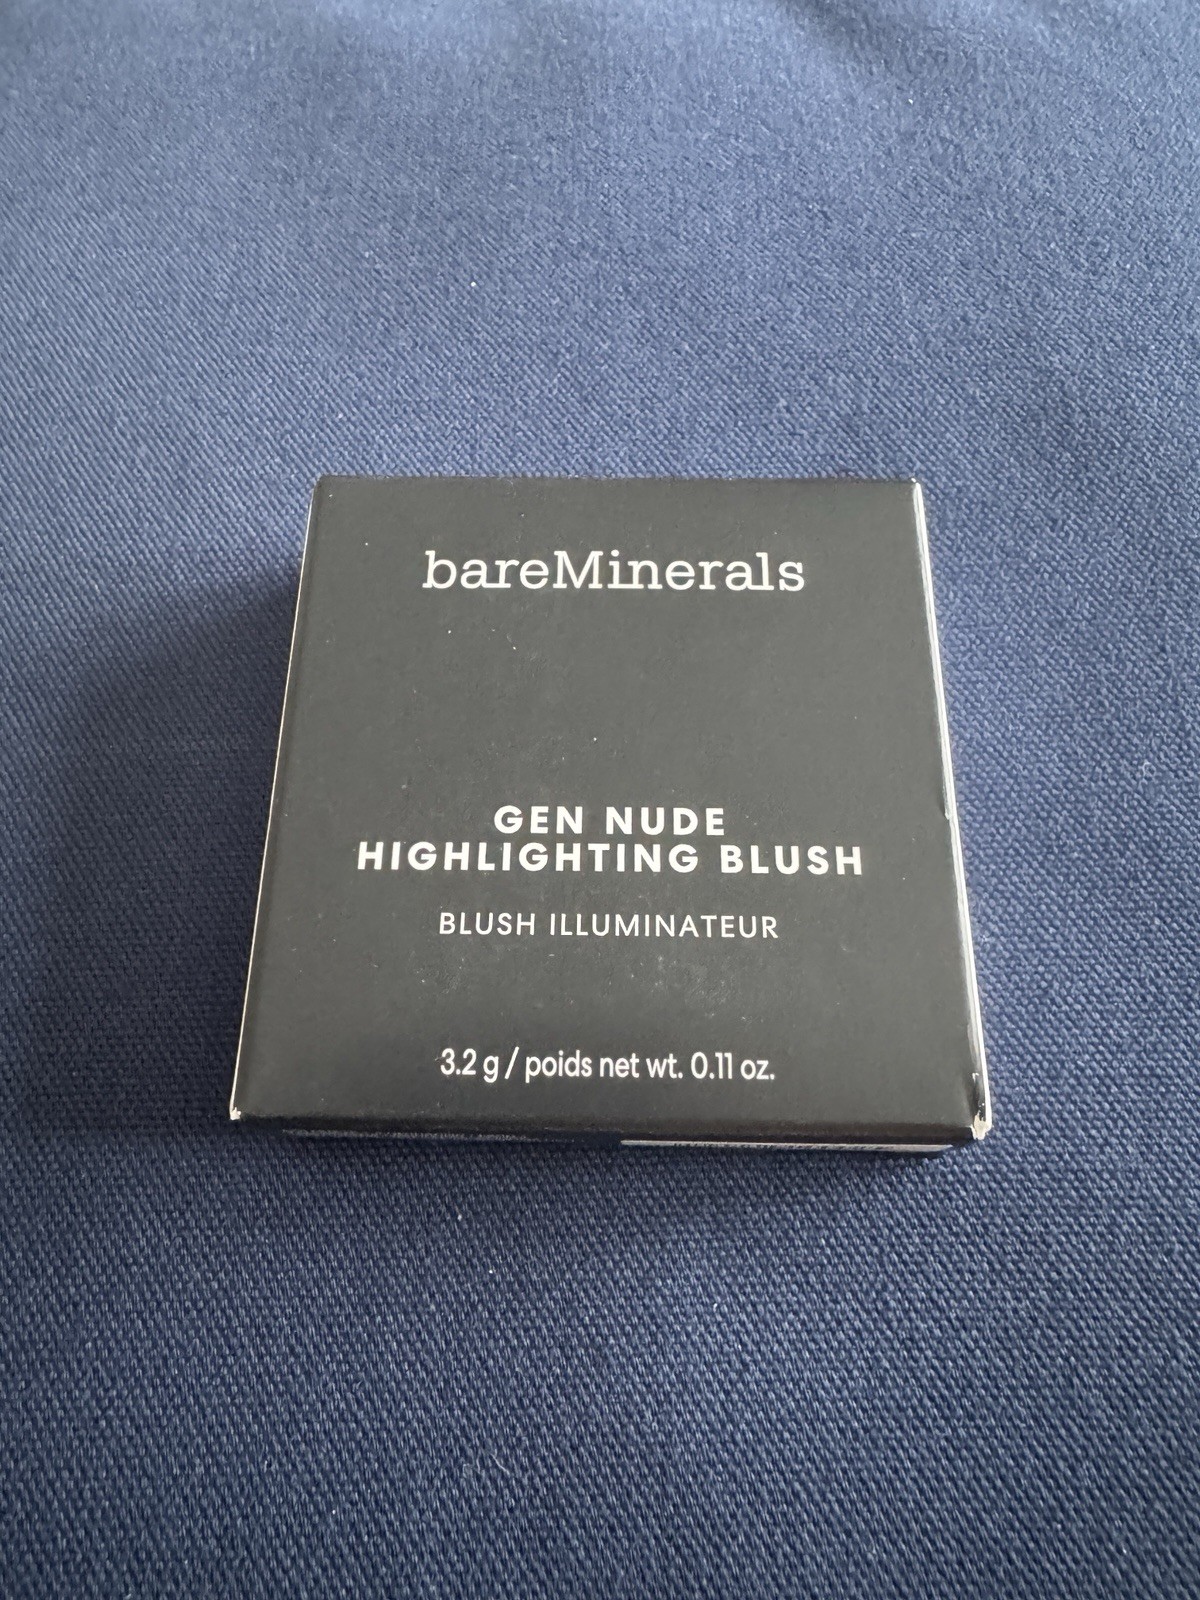 bareMinerals
GEN NUDE
HIGHLIGHTING BLUSH
BLUSH ILLUMINATEUR
3.2 g / poids net wt. 0.11 oz.